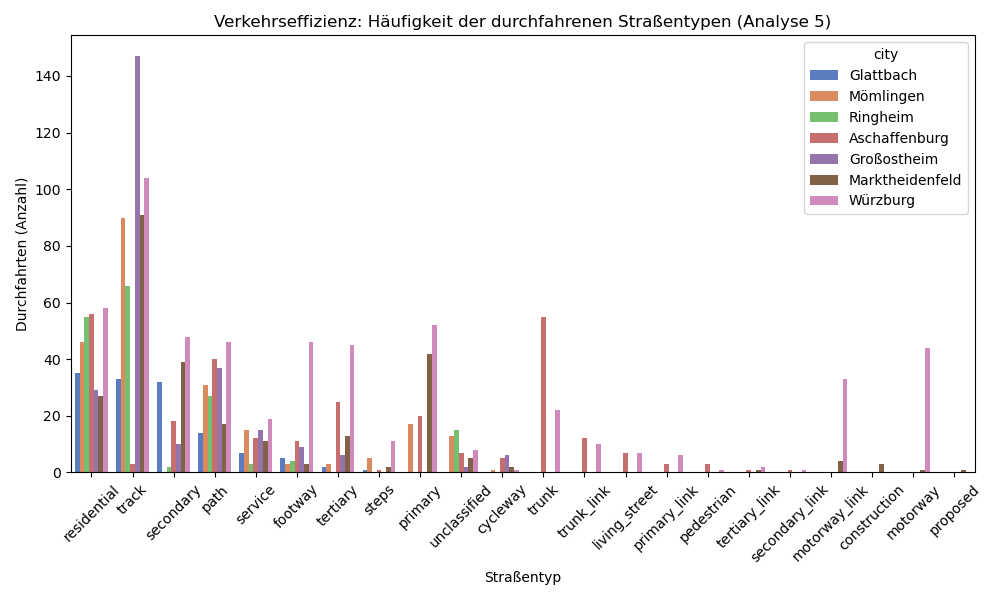 Verkehrseffizienz: Häufigkeit der durchfahrenen Straßentypen (Analyse 5)
city
Glattbach
Mömlingen
Ringheim
Aschaffenburg
Großostheim
Marktheidenfeld
Würzburg
Durchfahrten (Anzahl)
140
120
100
80
60
40
20
0
residential
track
secondary
path
service
footway
tertiary
steps
primary
unclassified
cycleway
trunk
trunk_link
living_street
primary_link
pedestrian
tertiary_link
secondary_link
motorway_link
construction
motorway
proposed
Straßentyp